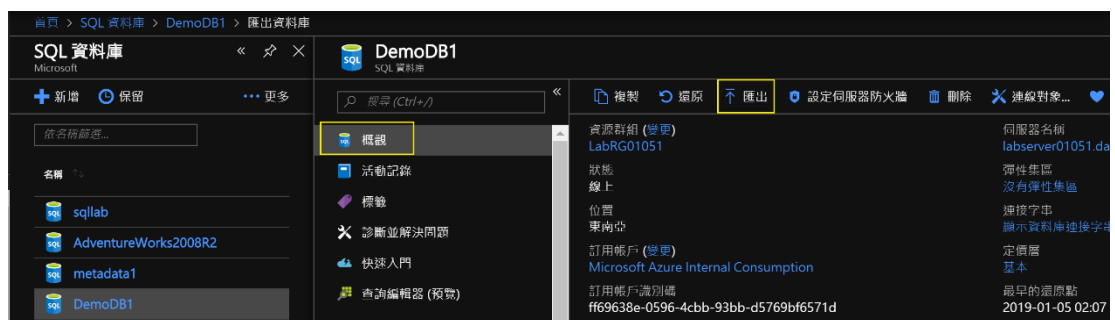 首頁 > SQL 資料庫 > DemoDB1 > 匯出資料庫
SQL 資料庫
Microsoft
新增
保留
更多
依名稱篩選...
名稱
sqllab
AdventureWorks2008R2
metadata1
DemoDB1
DemoDB1
SQL 資料庫
搜尋 (Ctrl+/)
概觀
活動記錄
標籤
診斷並解決問題
快速入門
查詢編輯器 (預覽)
複製
還原
匯出
設定伺服器防火牆
刪除
連線對象...
資源群組 (變更)
LabRG01051
狀態
線上
位置
東南亞
訂用帳戶 (變更)
Microsoft Azure Internal Consumption
訂用帳戶識別碼
ff69638e-0596-4cbb-93bb-d5769bf6571d
伺服器名稱
labserver01051.da
彈性集區
沒有彈性集區
連接字串
顯示資料庫連接字串
定價層
基本
最早的還原點
2019-01-05 02:07